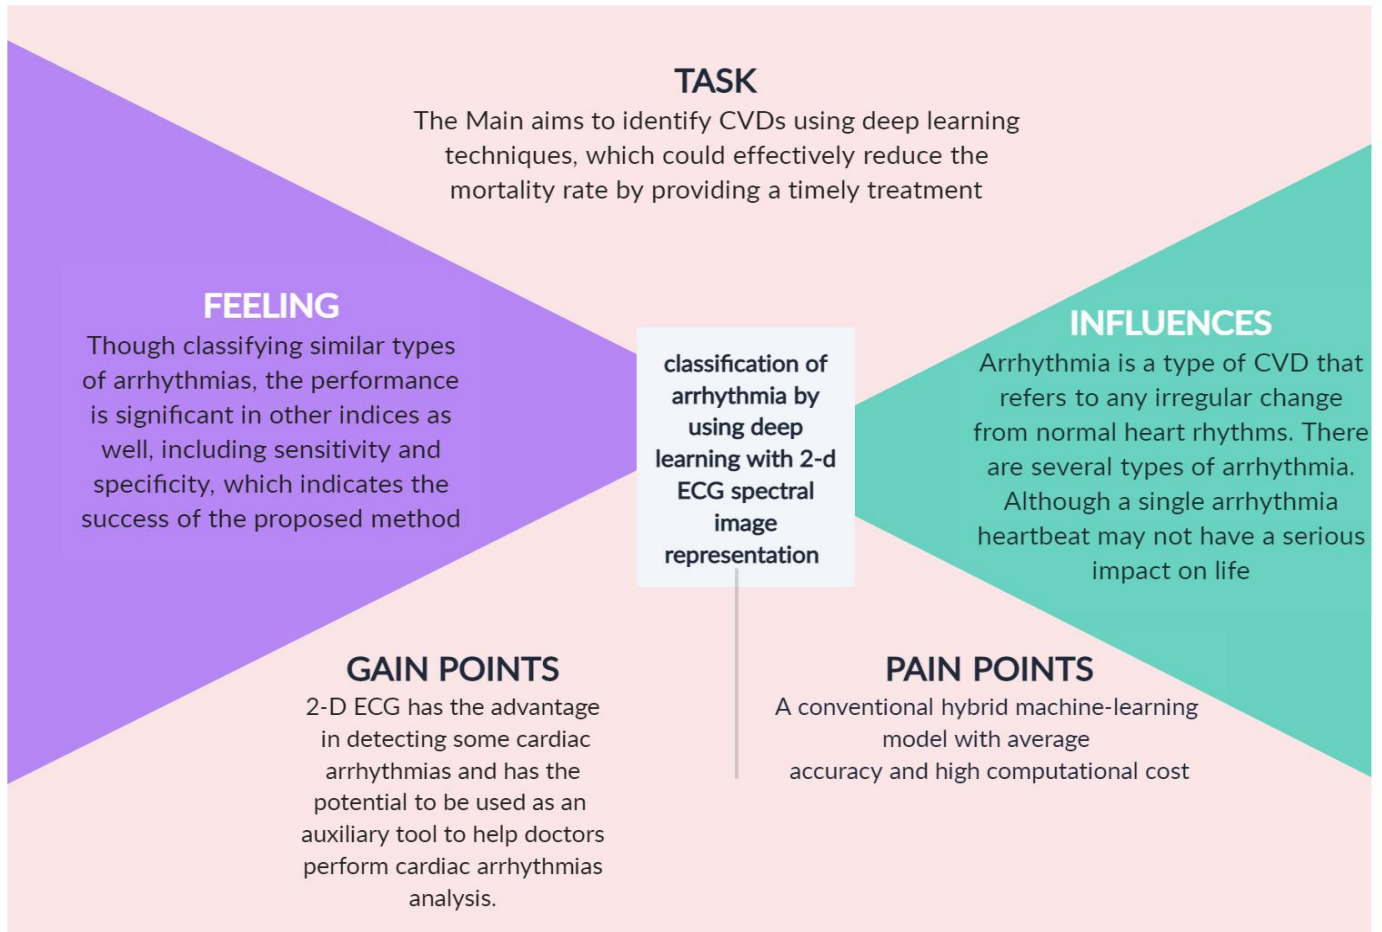 TASK
The Main aims to identify CVDs using deep learning
techniques, which could effectively reduce the
mortality rate by providing a timely treatment
FEELING
Though classifying similar types
of arrhythmias, the performance
is significant in other indices as
well, including sensitivity and
specificity, which indicates the
success of the proposed method
classification of
arrhythmia by
using deep
learning with 2-d
ECG spectral
image
representation
INFLUENCES
Arrhythmia is a type of CVD that
refers to any irregular change
from normal heart rhythms. There
are several types of arrhythmia.
Although a single arrhythmia
heartbeat may not have a serious
impact on life
GAIN POINTS
2-D ECG has the advantage
in detecting some cardiac
arrhythmias and has the
potential to be used as an
auxiliary tool to help doctors
perform cardiac arrhythmias
analysis.
PAIN POINTS
A conventional hybrid machine-learning
model with average
accuracy and high computational cost